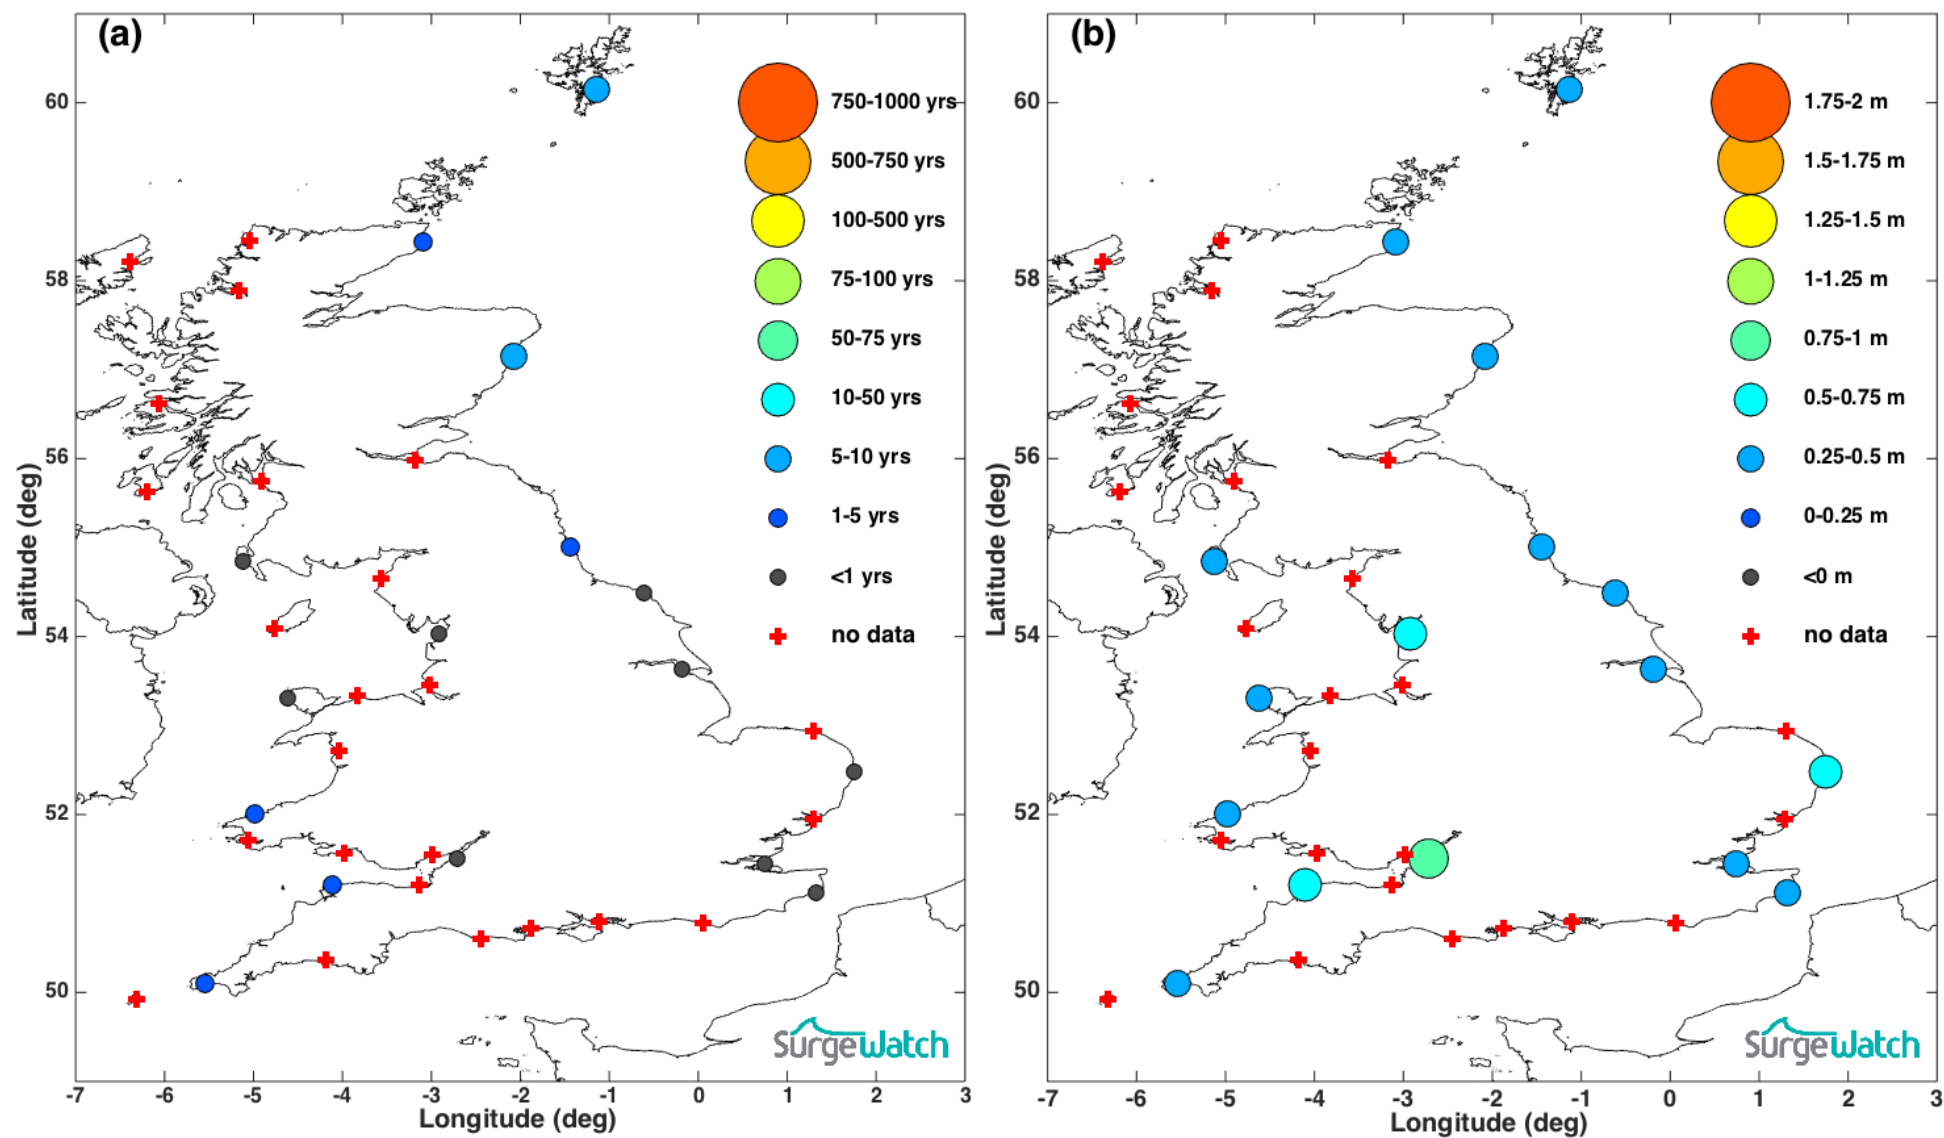 (a)
750-1000 yrs
500-750 yrs
100-500 yrs
75-100 yrs
50-75 yrs
10-50 yrs
5-10 yrs
1-5 yrs
<1 yrs
no data
60
58
56
54
52
50
Latitude (deg)
-7 -6 -5 -4 -3 -2 -1 0 1 2 3
Longitude (deg)
SurgeWatch
(b)
1.75-2 m
1.5-1.75 m
1.25-1.5 m
1-1.25 m
0.75-1 m
0.5-0.75 m
0.25-0.5 m
0-0.25 m
<0 m
no data
60
58
56
54
52
50
Latitude (deg)
-7 -6 -5 -4 -3 -2 -1 0 1 2 3
Longitude (deg)
SurgeWatch